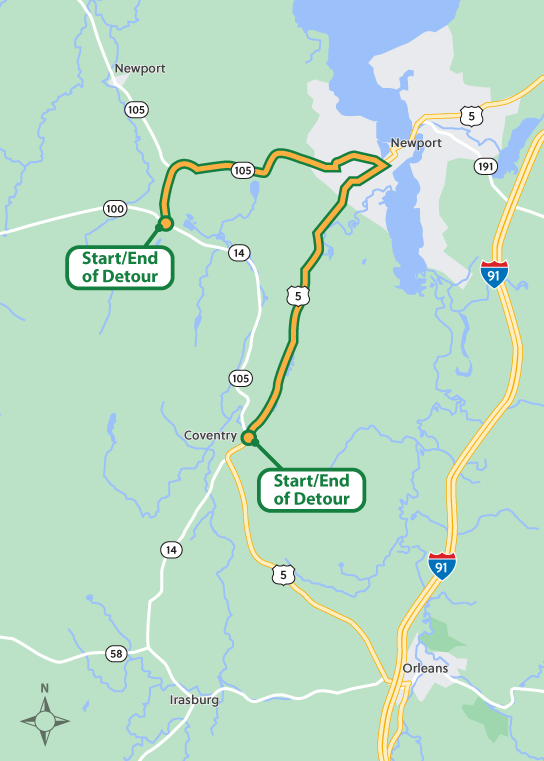 Newport
105
5
Newport
191
105
100
14
Start/End
of Detour
91
5
105
Coventry
Start/End
of Detour
14
91
5
58
Orleans
N
Irasburg